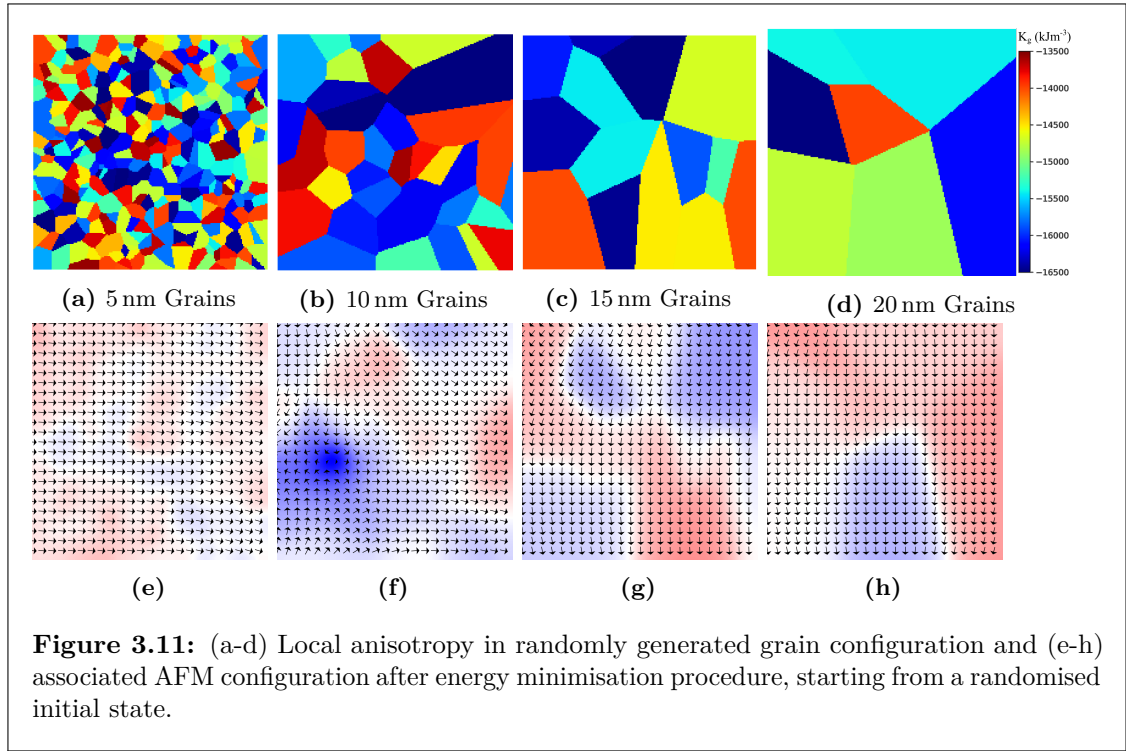 K_g (kJm⁻³)
−13500
−14000
−14500
−15000
−15500
−16000
−16500
(a) 5 nm Grains
(b) 10 nm Grains
(c) 15 nm Grains
(d) 20 nm Grains
(e)
(f)
(g)
(h)
Figure 3.11: (a-d) Local anisotropy in randomly generated grain configuration and (e-h)
associated AFM configuration after energy minimisation procedure, starting from a randomised
initial state.